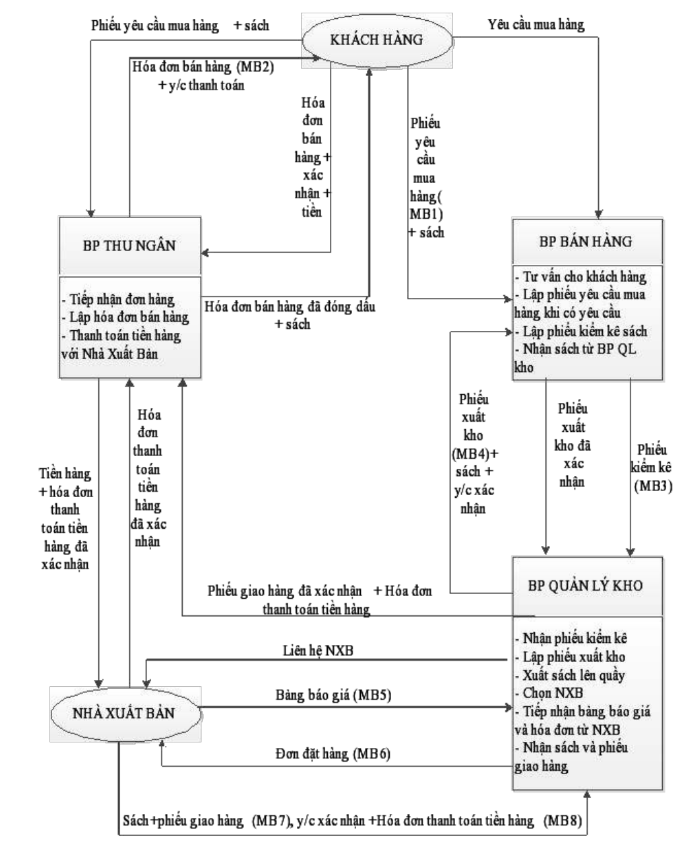 Phiếu yêu cầu mua hàng + sách
KHÁCH HÀNG
Yêu cầu mua hàng
Hóa đơn bán hàng (MB2)
+ y/c thanh toán
Hóa
đơn
bán
hàng +
xác
nhận +
tiền
Phiếu
yêu
cầu
mua
hàng(
MB1)
+ sách
BP THU NGÂN
- Tiếp nhận đơn hàng
- Lập hóa đơn bán hàng
- Thanh toán tiền hàng
với Nhà Xuất Bản
BP BÁN HÀNG
- Tư vấn cho khách hàng
- Lập phiếu yêu cầu mua
hàng khi có yêu cầu
- Lập phiếu kiểm kê sách
- Nhận sách từ BP QL
kho
Hóa đơn bán hàng đã đóng dấu
+ sách
Tiền hàng
+ hóa đơn
thanh
toán tiền
hàng đã
xác nhận
Hóa
đơn
thanh
toán
tiền
hàng
đã xác
nhận
Phiếu
xuất
kho
(MB4)+
sách +
y/c xác
nhận
Phiếu
xuất
kho đã
xác
nhận
Phiếu
kiểm kê
(MB3)
Phiếu giao hàng đã xác nhận + Hóa đơn
thanh toán tiền hàng
BP QUẢN LÝ KHO
- Nhận phiếu kiểm kê
- Lập phiếu xuất kho
- Xuất sách lên quầy
- Chọn NXB
- Tiếp nhận bảng báo giá
và hóa đơn từ NXB
- Nhận sách và phiếu
giao hàng
Liên hệ NXB
NHÀ XUẤT BẢN
Bảng báo giá (MB5)
Đơn đặt hàng (MB6)
Sách+phiếu giao hàng (MB7), y/c xác nhận +Hóa đơn thanh toán tiền hàng (MB8)